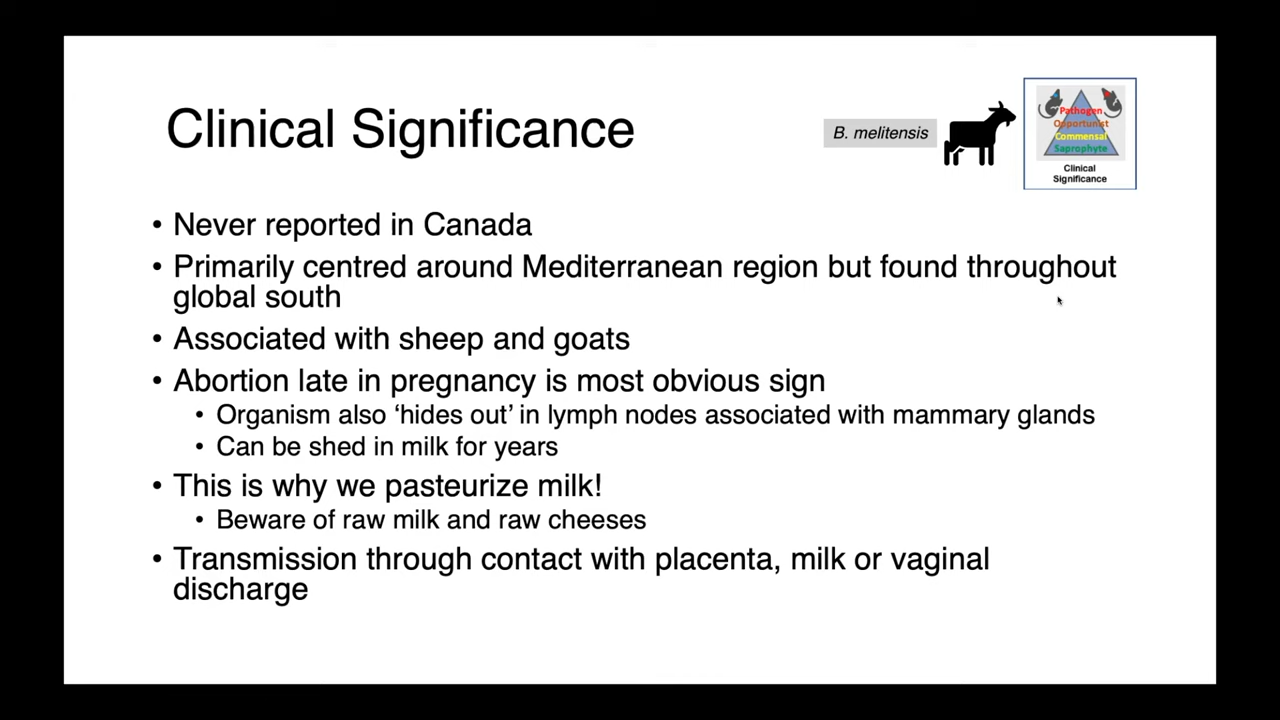 Clinical Significance
B. melitensis
Pathogen
Opportunist
Commensal
Saprophyte
Clinical
Significance
• Never reported in Canada
• Primarily centred around Mediterranean region but found throughout
global south
• Associated with sheep and goats
• Abortion late in pregnancy is most obvious sign
• Organism also ‘hides out’ in lymph nodes associated with mammary glands
• Can be shed in milk for years
• This is why we pasteurize milk!
• Beware of raw milk and raw cheeses
• Transmission through contact with placenta, milk or vaginal
discharge